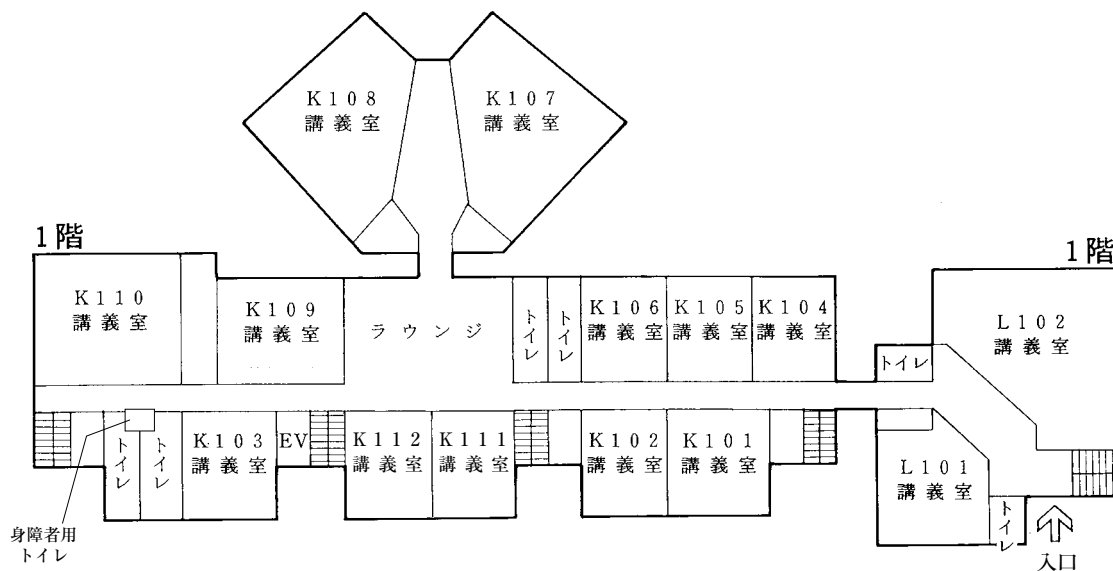 K108
講義室
K107
講義室
1階
1階
K110
講義室
K109
講義室
ラウンジ
トイレ
トイレ
K106
講義室
K105
講義室
K104
講義室
トイレ
L102
講義室
トイレ
トイレ
K103
講義室
EV
K112
講義室
K111
講義室
K102
講義室
K101
講義室
L101
講義室
トイレ
身障者用
トイレ
入口